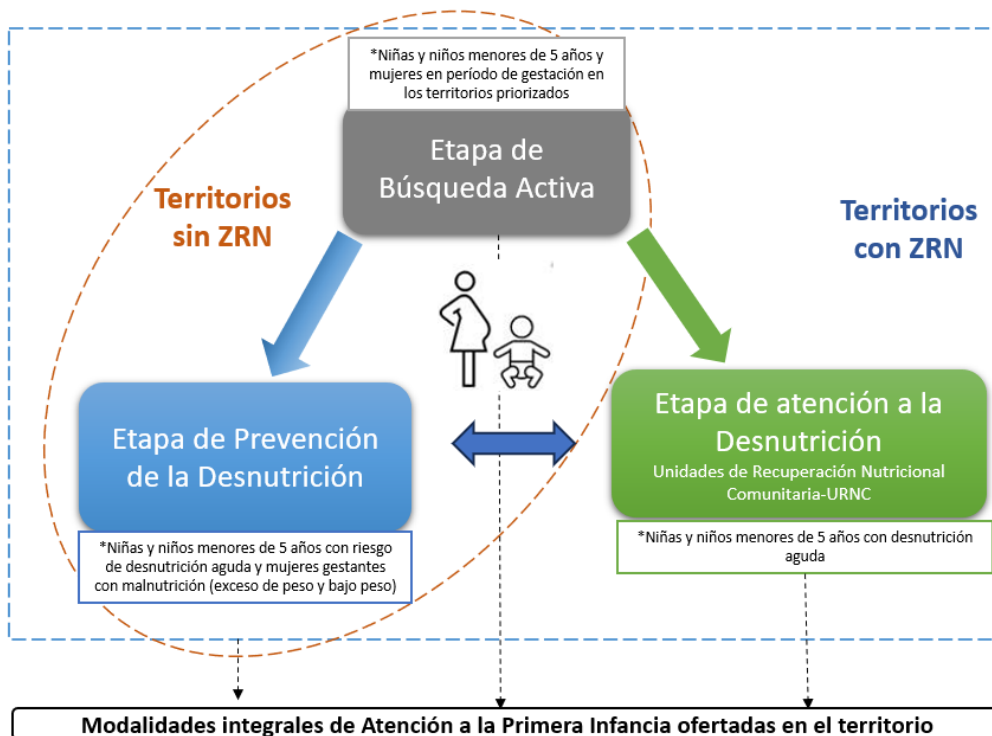 *Niñas y niños menores de 5 años y
mujeres en período de gestación en
los territorios priorizados
Etapa de
Búsqueda Activa
Territorios
sin ZRN
Territorios
con ZRN
Etapa de Prevención
de la Desnutrición
Etapa de atención a la
Desnutrición
Unidades de Recuperación Nutricional
Comunitaria-URNC
*Niñas y niños menores de 5 años con riesgo
de desnutrición aguda y mujeres gestantes
con malnutrición (exceso de peso y bajo peso)
*Niñas y niños menores de 5 años con desnutrición
aguda
Modalidades integrales de Atención a la Primera Infancia ofertadas en el territorio